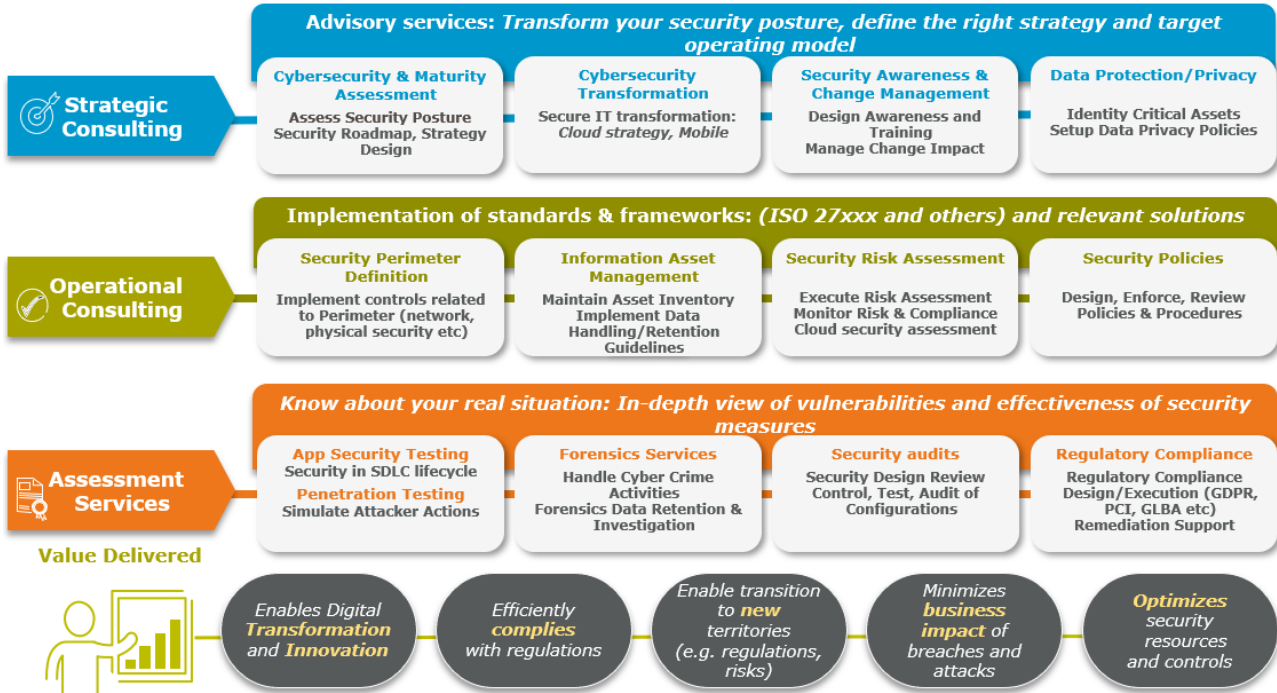 Advisory services: Transform your security posture, define the right strategy and target
operating model
Strategic
Consulting
Cybersecurity & Maturity
Assessment
Assess Security Posture
Security Roadmap, Strategy
Design
Cybersecurity
Transformation
Secure IT transformation:
Cloud strategy, Mobile
Security Awareness &
Change Management
Design Awareness and
Training
Manage Change Impact
Data Protection/Privacy
Identity Critical Assets
Setup Data Privacy Policies
Implementation of standards & frameworks: (ISO 27xxx and others) and relevant solutions
Operational
Consulting
Security Perimeter
Definition
Implement controls related
to Perimeter (network,
physical security etc)
Information Asset
Management
Maintain Asset Inventory
Implement Data
Handling/Retention
Guidelines
Security Risk Assessment
Execute Risk Assessment
Monitor Risk & Compliance
Cloud security assessment
Security Policies
Design, Enforce, Review
Policies & Procedures
Know about your real situation: In-depth view of vulnerabilities and effectiveness of security
measures
Assessment
Services
App Security Testing
Security in SDLC lifecycle
Penetration Testing
Simulate Attacker Actions
Forensics Services
Handle Cyber Crime
Activities
Forensics Data Retention &
Investigation
Security audits
Security Design Review
Control, Test, Audit of
Configurations
Regulatory Compliance
Regulatory Compliance
Design/Execution (GDPR,
PCI, GLBA etc)
Remediation Support
Value Delivered
Enables Digital
Transformation
and Innovation
Efficiently
complies
with regulations
Enable transition
to new
territories
(e.g. regulations,
risks)
Minimizes
business
impact of
breaches and
attacks
Optimizes
security
resources
and controls